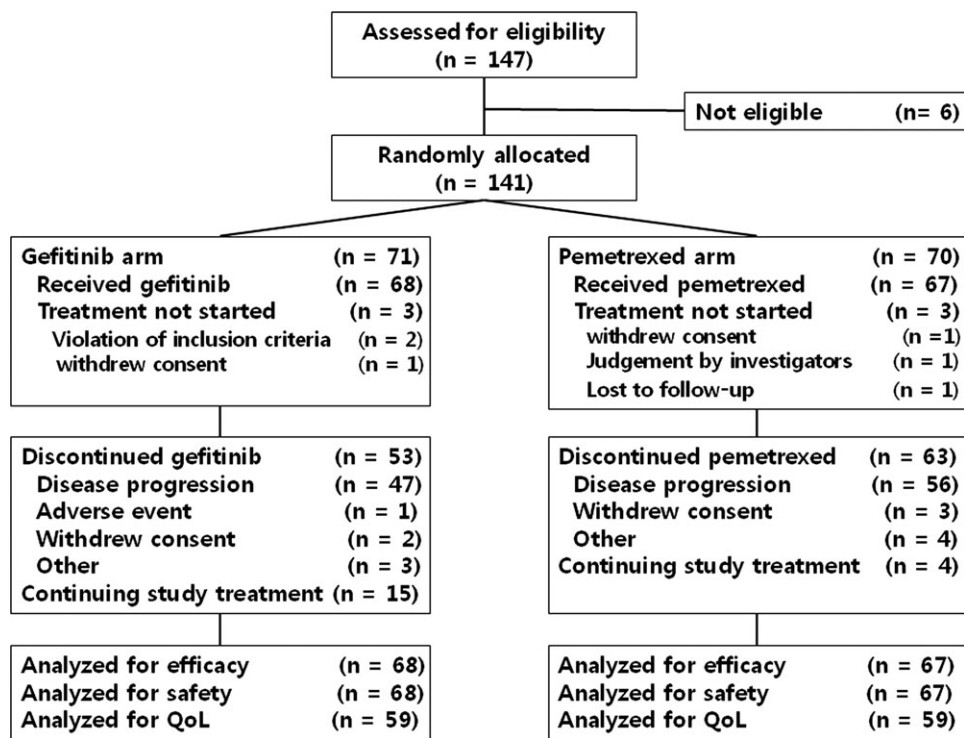 Assessed for eligibility
(n = 147)
Not eligible (n= 6)
Randomly allocated
(n = 141)
Gefitinib arm (n = 71)
Received gefitinib (n = 68)
Treatment not started (n = 3)
Violation of inclusion criteria (n = 2)
withdrew consent (n = 1)
Pemetrexed arm (n = 70)
Received pemetrexed (n = 67)
Treatment not started (n = 3)
withdrew consent (n =1)
Judgement by investigators (n = 1)
Lost to follow-up (n = 1)
Discontinued gefitinib (n = 53)
Disease progression (n = 47)
Adverse event (n = 1)
Withdrew consent (n = 2)
Other (n = 3)
Continuing study treatment (n = 15)
Discontinued pemetrexed (n = 63)
Disease progression (n = 56)
Withdrew consent (n = 3)
Other (n = 4)
Continuing study treatment (n = 4)
Analyzed for efficacy (n = 68)
Analyzed for safety (n = 68)
Analyzed for QoL (n = 59)
Analyzed for efficacy (n = 67)
Analyzed for safety (n = 67)
Analyzed for QoL (n = 59)